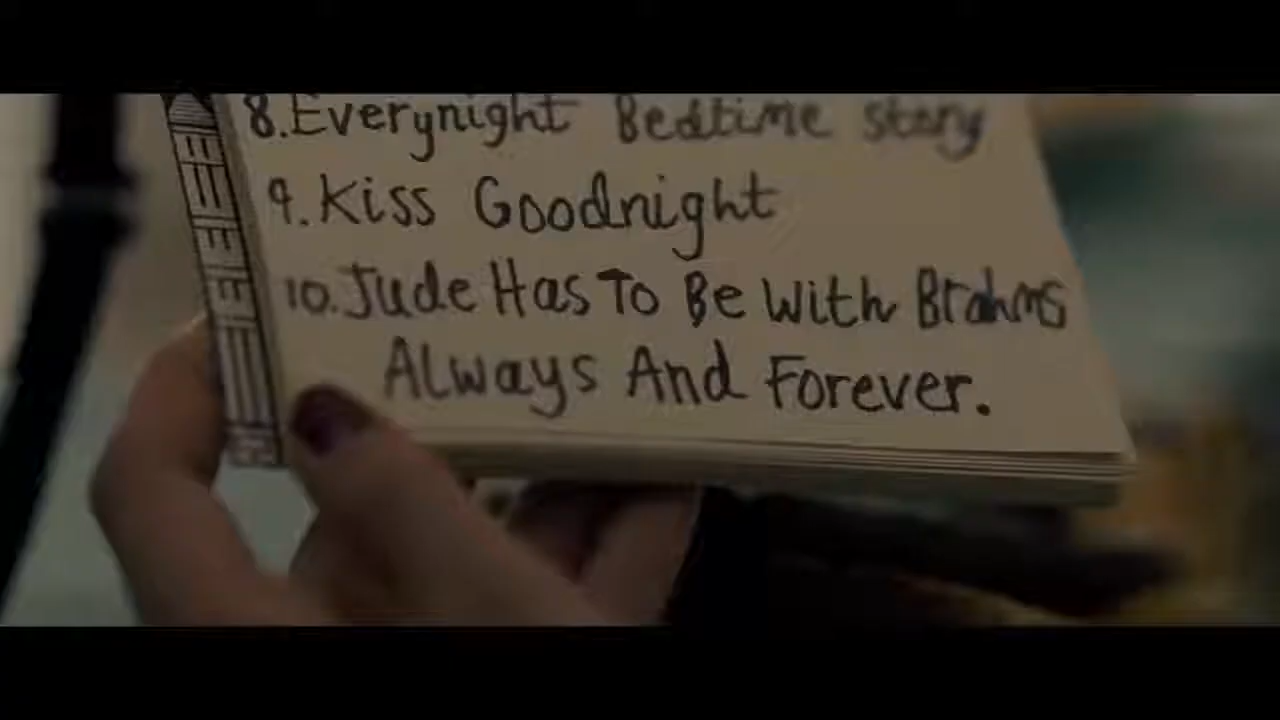 8.Everynight Bedtime story
9.Kiss Goodnight
10.Jude Has To Be With Brahms
Always And Forever.